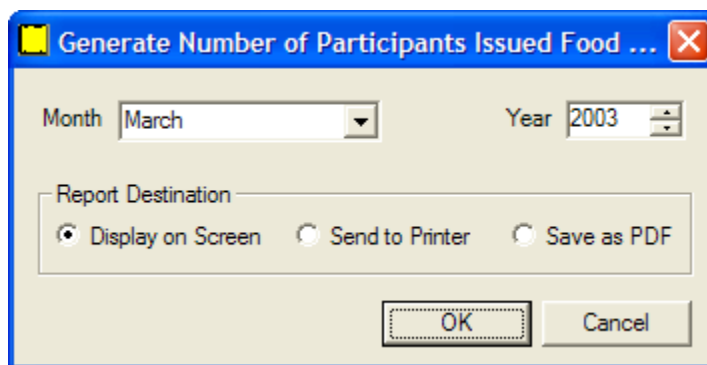 Generate Number of Participants Issued Food ...
Month March Year 2003
Report Destination
Display on Screen Send to Printer Save as PDF
OK Cancel